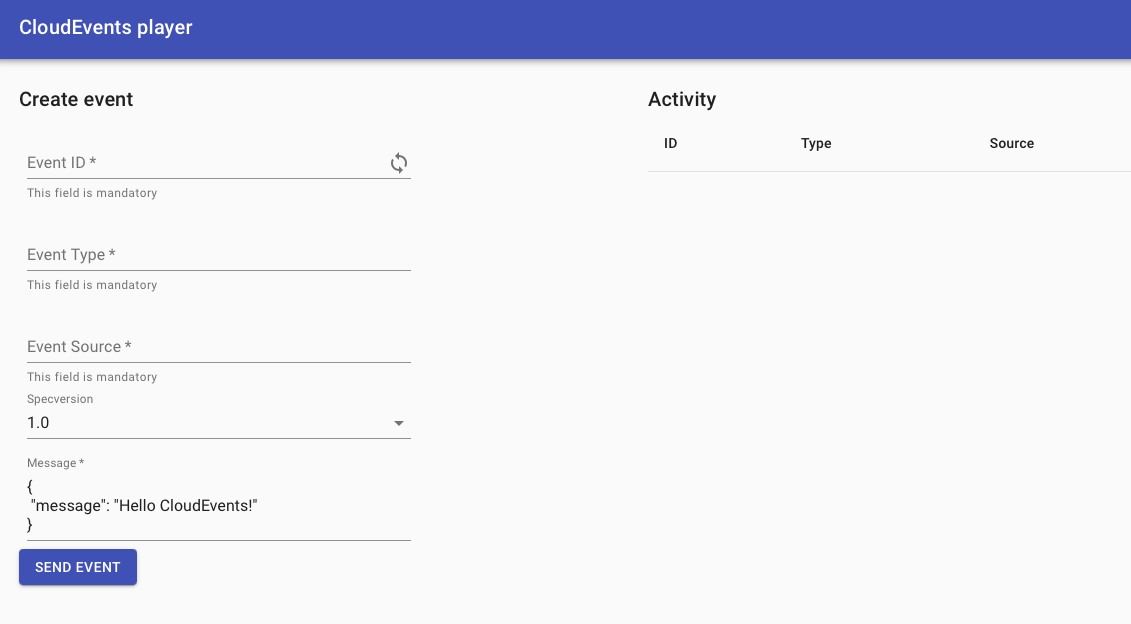 CloudEvents player
Create event
Event ID *
This field is mandatory
Event Type *
This field is mandatory
Event Source *
This field is mandatory
Specversion
1.0
Message *
{
 "message": "Hello CloudEvents!"
}
SEND EVENT
Activity
ID Type Source